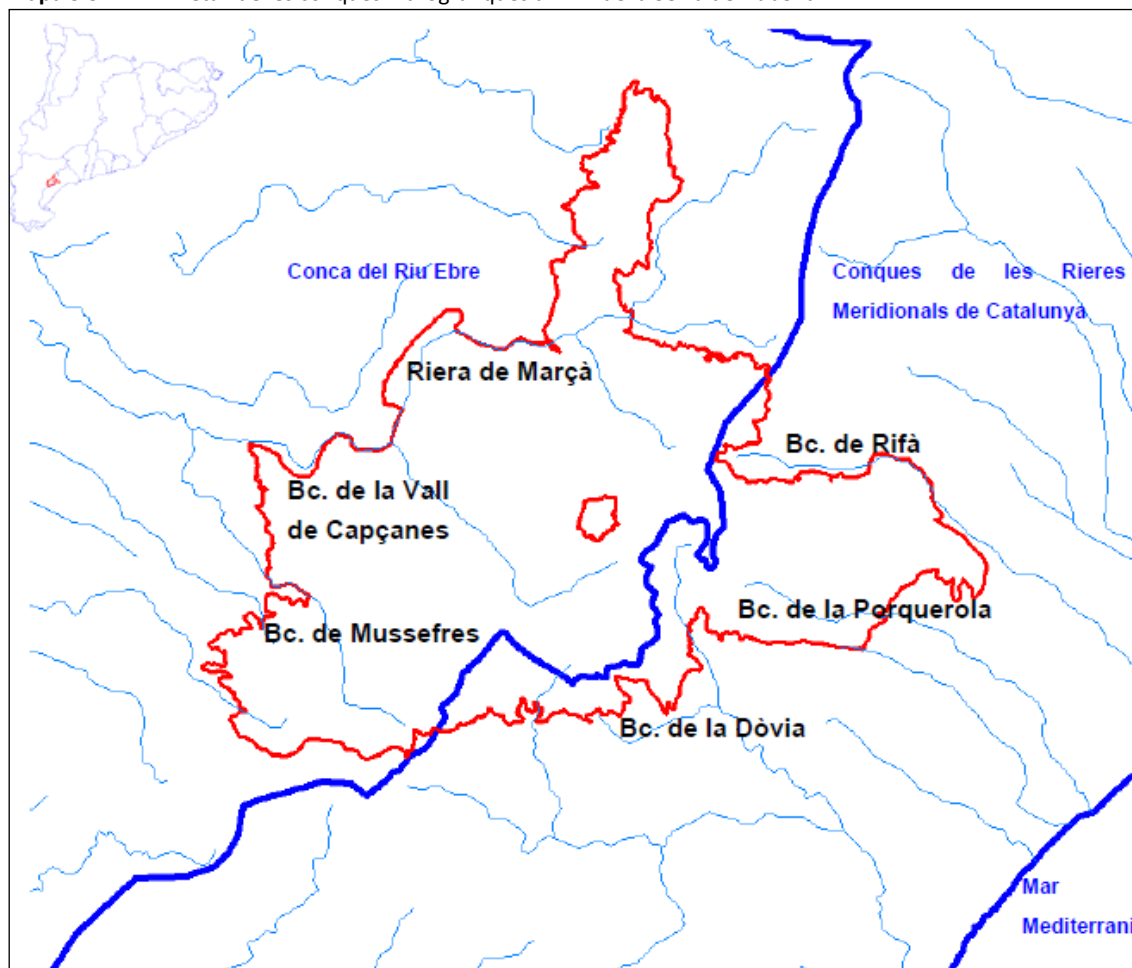 Conca del Riu Ebre
Conques de les Rieres
Meridionals de Catalunya
Riera de Marçà
Bc. de Rifà
Bc. de la Vall
de Capçanes
Bc. de la Porquerola
Bc. de Mussefres
Bc. de la Dòvia
Mar
Mediterrani